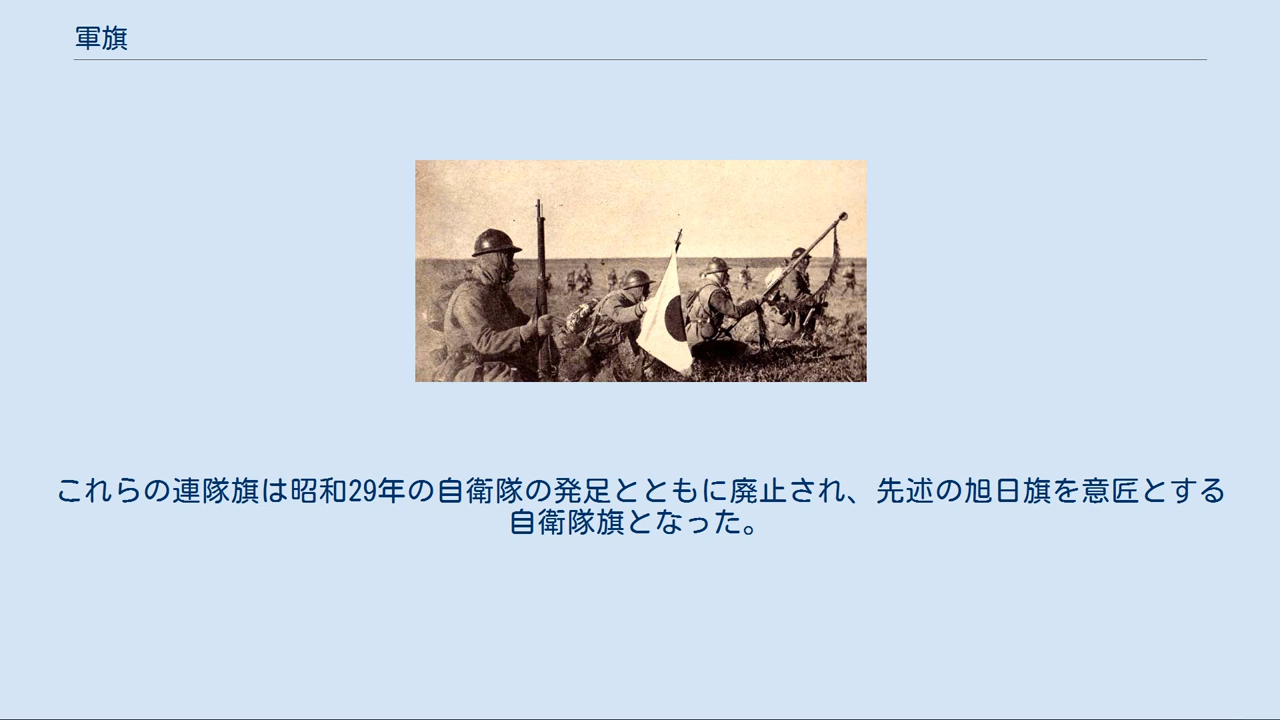 軍旗
これらの連隊旗は昭和29年の自衛隊の発足とともに廃止され、先述の旭日旗を意匠とする
自衛隊旗となった。